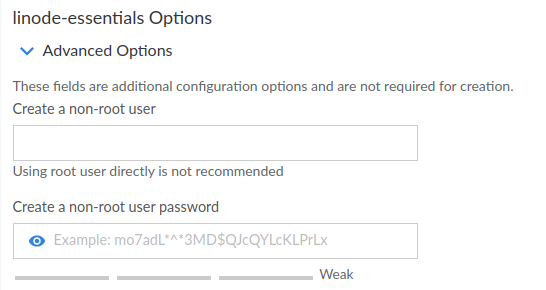 linode-essentials Options
Advanced Options
These fields are additional configuration options and are not required for creation.
Create a non-root user
Using root user directly is not recommended
Create a non-root user password
Example: mo7adL*^*3MD$QJcQYLcKLPrLx
Weak